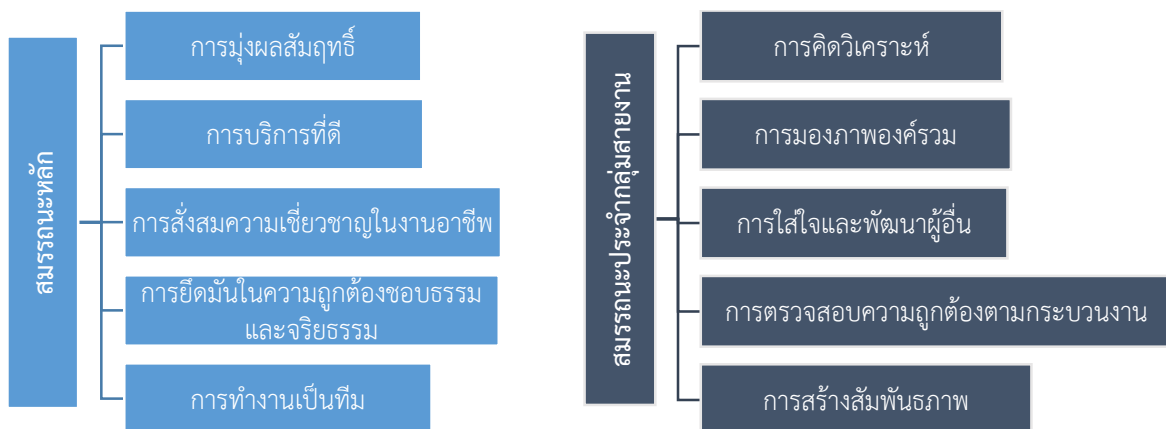 สมรรถนะหลัก
การมุ่งผลสัมฤทธิ์
การบริการที่ดี
การสั่งสมความเชี่ยวชาญในงานอาชีพ
การยึดมั่นในความถูกต้องชอบธรรม
และจริยธรรม
การทำงานเป็นทีม
สมรรถนะประจำกลุ่มสายงาน
การคิดวิเคราะห์
การมองภาพองค์รวม
การใส่ใจและพัฒนาผู้อื่น
การตรวจสอบความถูกต้องตามกระบวนงาน
การสร้างสัมพันธภาพ